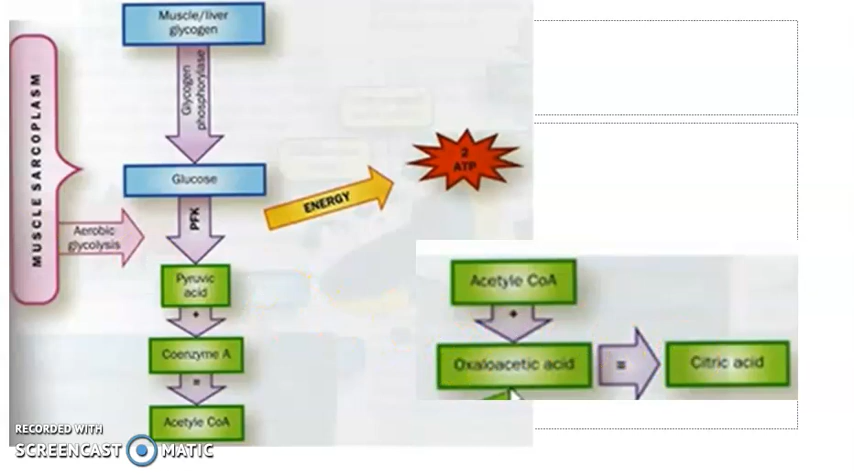 Muscle/liver
glycogen
Glycogen
phosphorylase
MUSCLE SARCOPLASM
Glucose
2
ATP
ENERGY
PFK
Aerobic
glycolysis
Pyruvic
acid
+
Coenzyme A
=
Acetyle CoA
Acetyle CoA
+
Oxaloacetic acid
=
Citric acid
RECORDED WITH
SCREENCAST MATIC